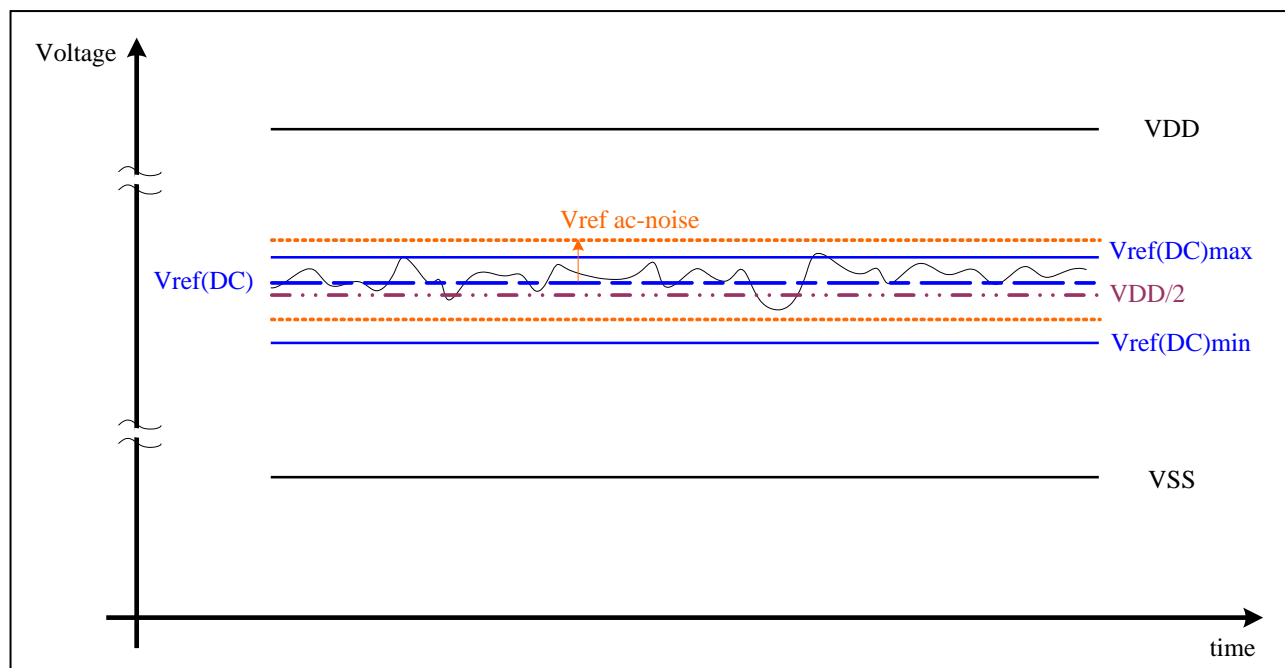 Voltage
VDD
Vref ac-noise
Vref(DC)max
Vref(DC)
VDD/2
Vref(DC)min
VSS
time